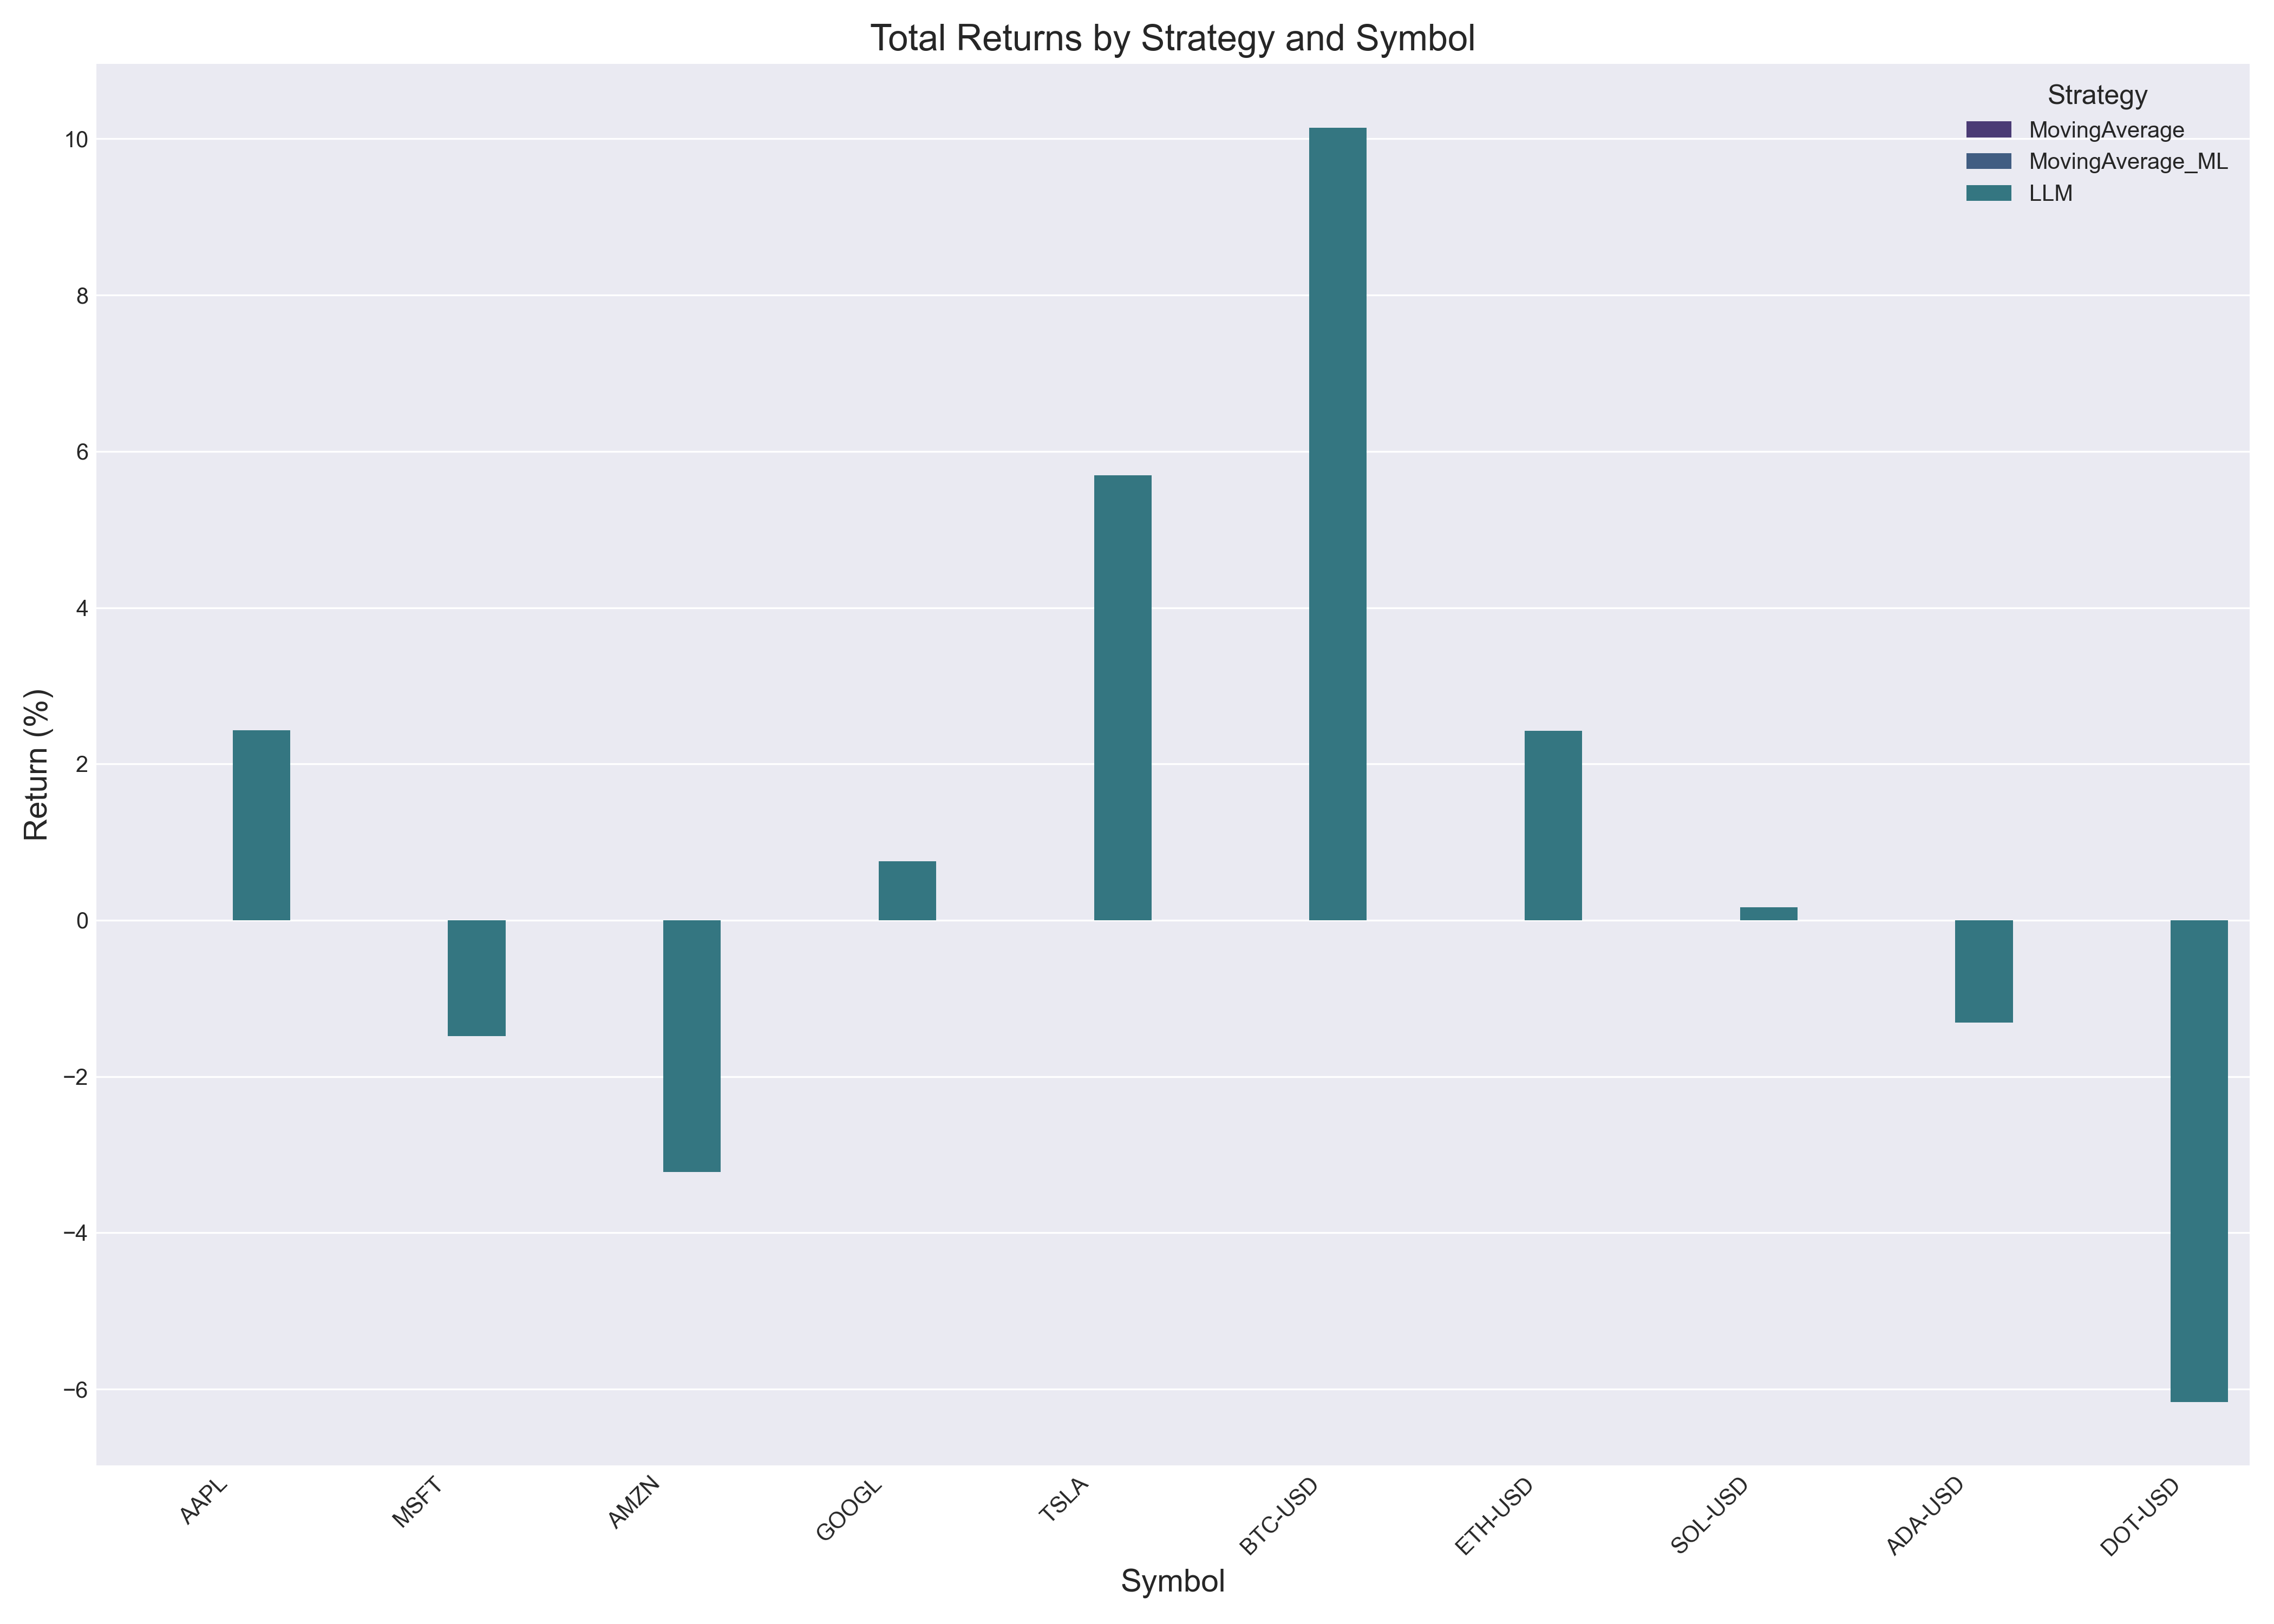 Total Returns by Strategy and Symbol
Strategy
MovingAverage
MovingAverage_ML
LLM
Return (%)
10
8
6
4
2
0
−2
−4
−6
AAPL
MSFT
AMZN
GOOGL
TSLA
BTC-USD
ETH-USD
SOL-USD
ADA-USD
DOT-USD
Symbol